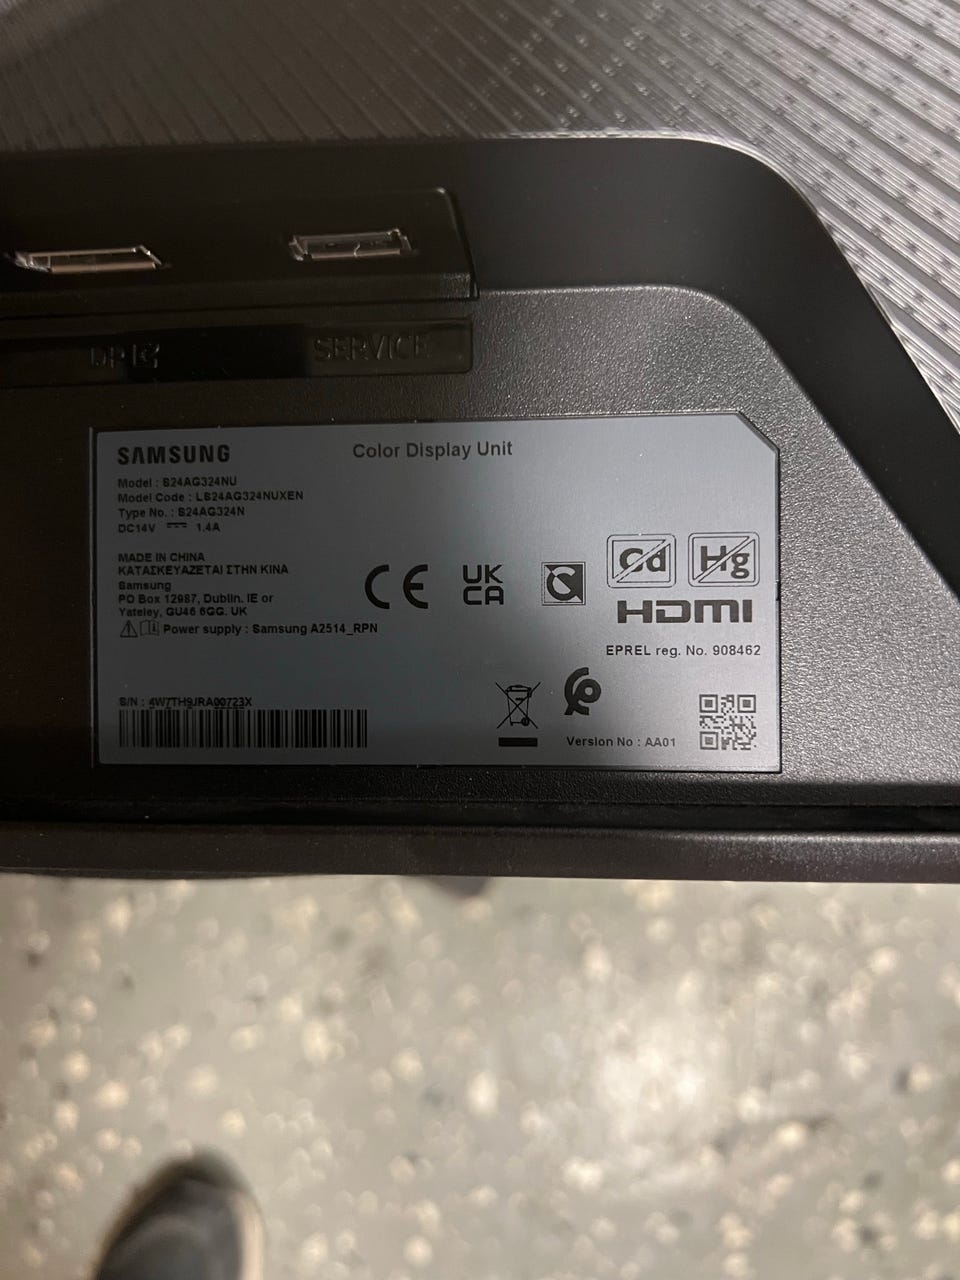 DP
SERVICE
SAMSUNG
Color Display Unit
Model : S24AG324NU
Model Code : LS24AG324NUXEN
Type No. : S24AG324N
DC14V 1.4A
MADE IN CHINA
ΚΑΤΑΣΚΕΥΑΖΕΤΑΙ ΣΤΗΝ ΚΙΝΑ
Samsung
PO Box 12987, Dublin. IE or
Yateley, GU46 6GG. UK
Power supply : Samsung A2514_RPN
CE
UK
CA
Cd
Hg
HDMI
EPREL reg. No. 908462
S/N : 4W7TH9JRA00723X
Version No : AA01